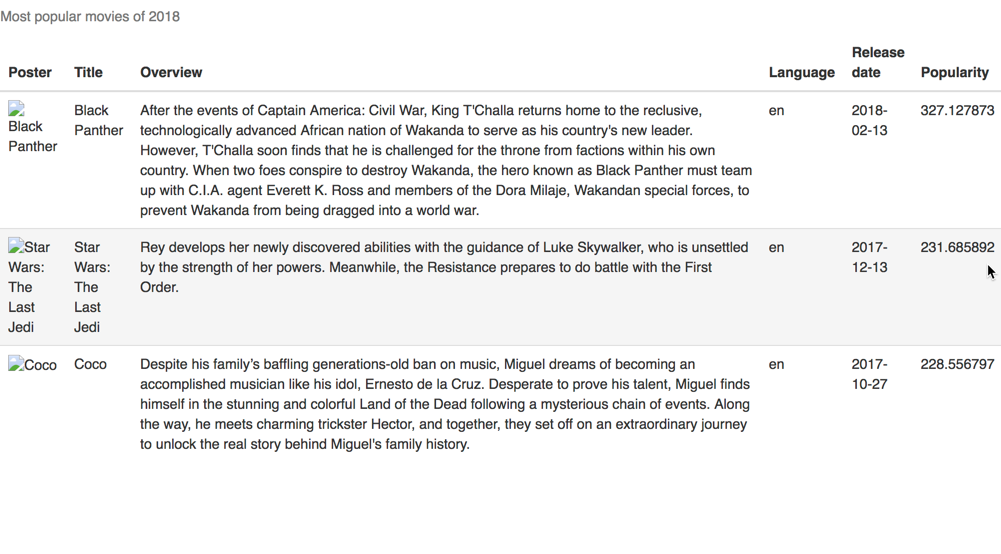 Most popular movies of 2018
Poster Title Overview Language Release date Popularity
Black Panther
Black Panther
After the events of Captain America: Civil War, King T'Challa returns home to the reclusive,
technologically advanced African nation of Wakanda to serve as his country's new leader.
However, T'Challa soon finds that he is challenged for the throne from factions within his own
country. When two foes conspire to destroy Wakanda, the hero known as Black Panther must team
up with C.I.A. agent Everett K. Ross and members of the Dora Milaje, Wakandan special forces, to
prevent Wakanda from being dragged into a world war.
en
2018-
02-13
327.127873
Star
Wars:
The
Last
Jedi
Star
Wars:
The
Last
Jedi
Rey develops her newly discovered abilities with the guidance of Luke Skywalker, who is unsettled
by the strength of her powers. Meanwhile, the Resistance prepares to do battle with the First
Order.
en
2017-
12-13
231.685892
Coco
Coco
Despite his family’s baffling generations-old ban on music, Miguel dreams of becoming an
accomplished musician like his idol, Ernesto de la Cruz. Desperate to prove his talent, Miguel finds
himself in the stunning and colorful Land of the Dead following a mysterious chain of events. Along
the way, he meets charming trickster Hector, and together, they set off on an extraordinary journey
to unlock the real story behind Miguel's family history.
en
2017-
10-27
228.556797